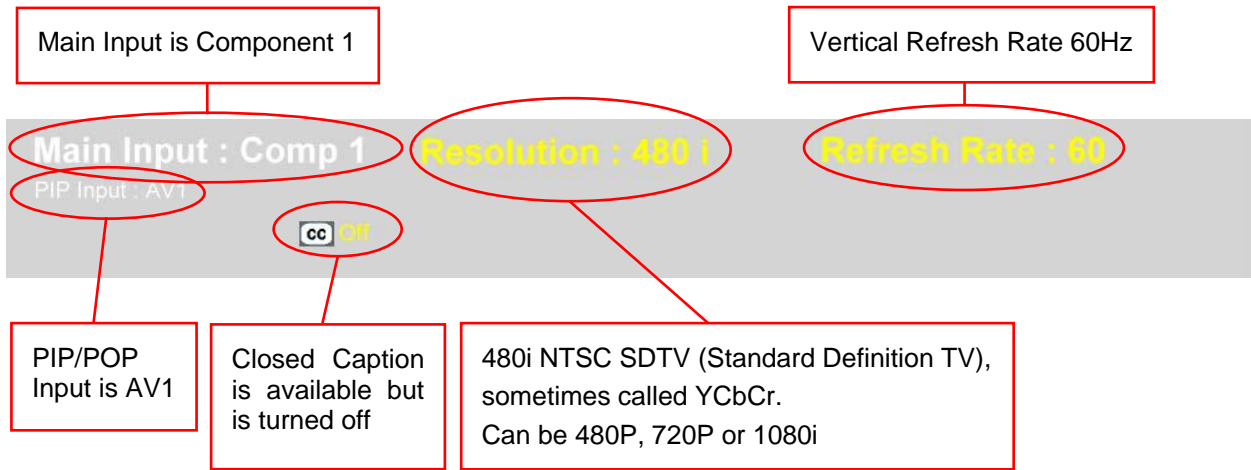 Main Input is Component 1
Vertical Refresh Rate 60Hz
Main Input : Comp 1
Resolution : 480 i
Refresh Rate : 60
PIP Input : AV1
cc Off
PIP/POP
Input is AV1
Closed Caption
is available but
is turned off
480i NTSC SDTV (Standard Definition TV),
sometimes called YCbCr.
Can be 480P, 720P or 1080i